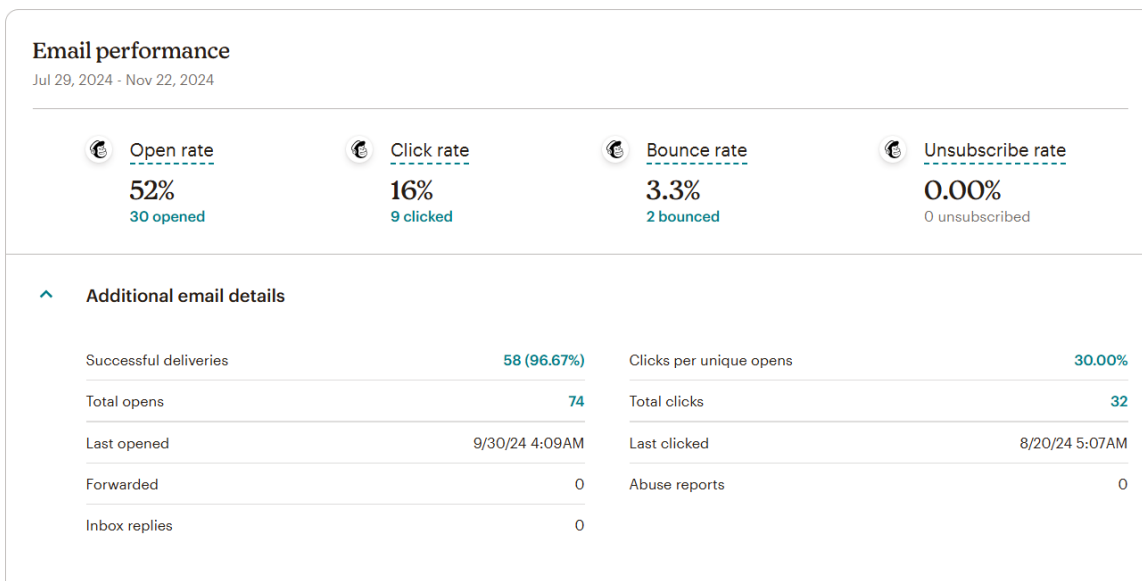 Email performance
Jul 29, 2024 - Nov 22, 2024
Open rate Click rate Bounce rate Unsubscribe rate
52% 16% 3.3% 0.00%
30 opened 9 clicked 2 bounced 0 unsubscribed
Additional email details
Successful deliveries 58 (96.67%) Clicks per unique opens 30.00%
Total opens 74 Total clicks 32
Last opened 9/30/24 4:09AM Last clicked 8/20/24 5:07AM
Forwarded 0 Abuse reports 0
Inbox replies 0